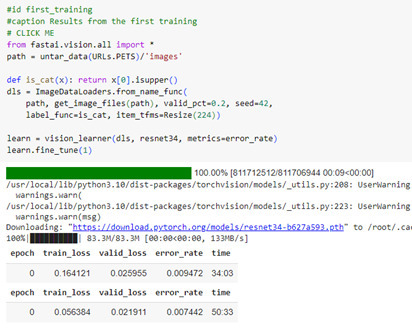 #id first_training
#caption Results from the first training
# CLICK ME
from fastai.vision.all import *
path = untar_data(URLs.PETS)/'images'
def is_cat(x): return x[0].isupper()
dls = ImageDataLoaders.from_name_func(
path, get_image_files(path), valid_pct=0.2, seed=42,
label_func=is_cat, item_tfms=Resize(224))
learn = vision_learner(dls, resnet34, metrics=error_rate)
learn.fine_tune(1)
100.00% [811712512/811706944 00:09<00:00]
/usr/local/lib/python3.10/dist-packages/torchvision/models/_utils.py:208: UserWarning
warnings.warn(
/usr/local/lib/python3.10/dist-packages/torchvision/models/_utils.py:223: UserWarning
warnings.warn(msg)
Downloading: "https://download.pytorch.org/models/resnet34-b627a593.pth" to /root/.cac
100%|██████████| 83.3M/83.3M [00:00<00:00, 133MB/s]
epoch train_loss valid_loss error_rate time
0 0.164121 0.025955 0.009472 34:03
epoch train_loss valid_loss error_rate time
0 0.056384 0.021911 0.007442 50:33